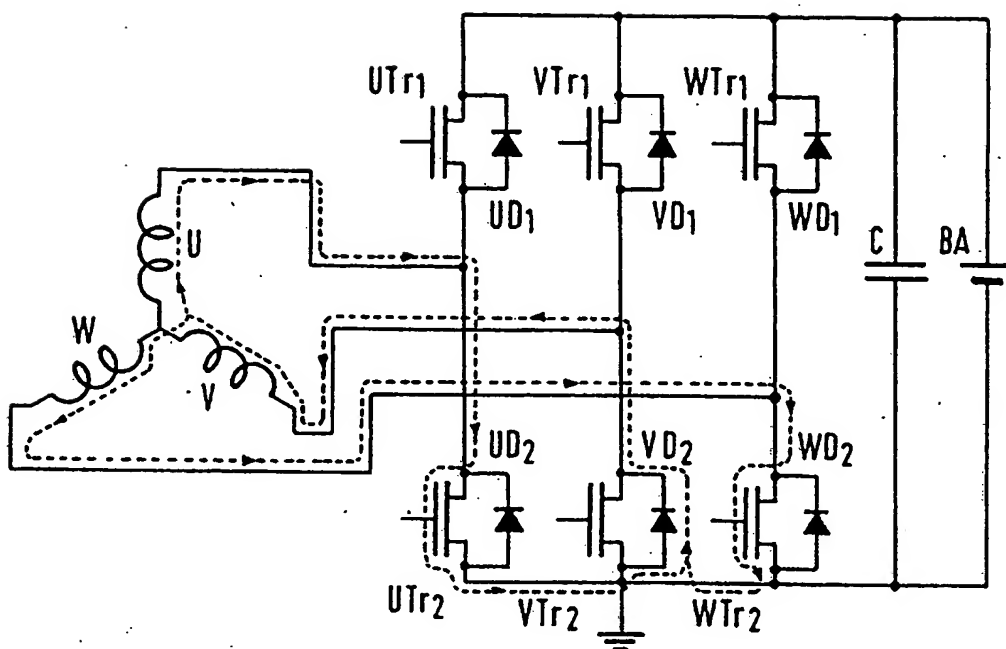 UTr1 VTr1 WTr1
UD1 VD1 WD1
U
C BA
W
V
UD2 VD2 WD2
UTr2 VTr2 WTr2